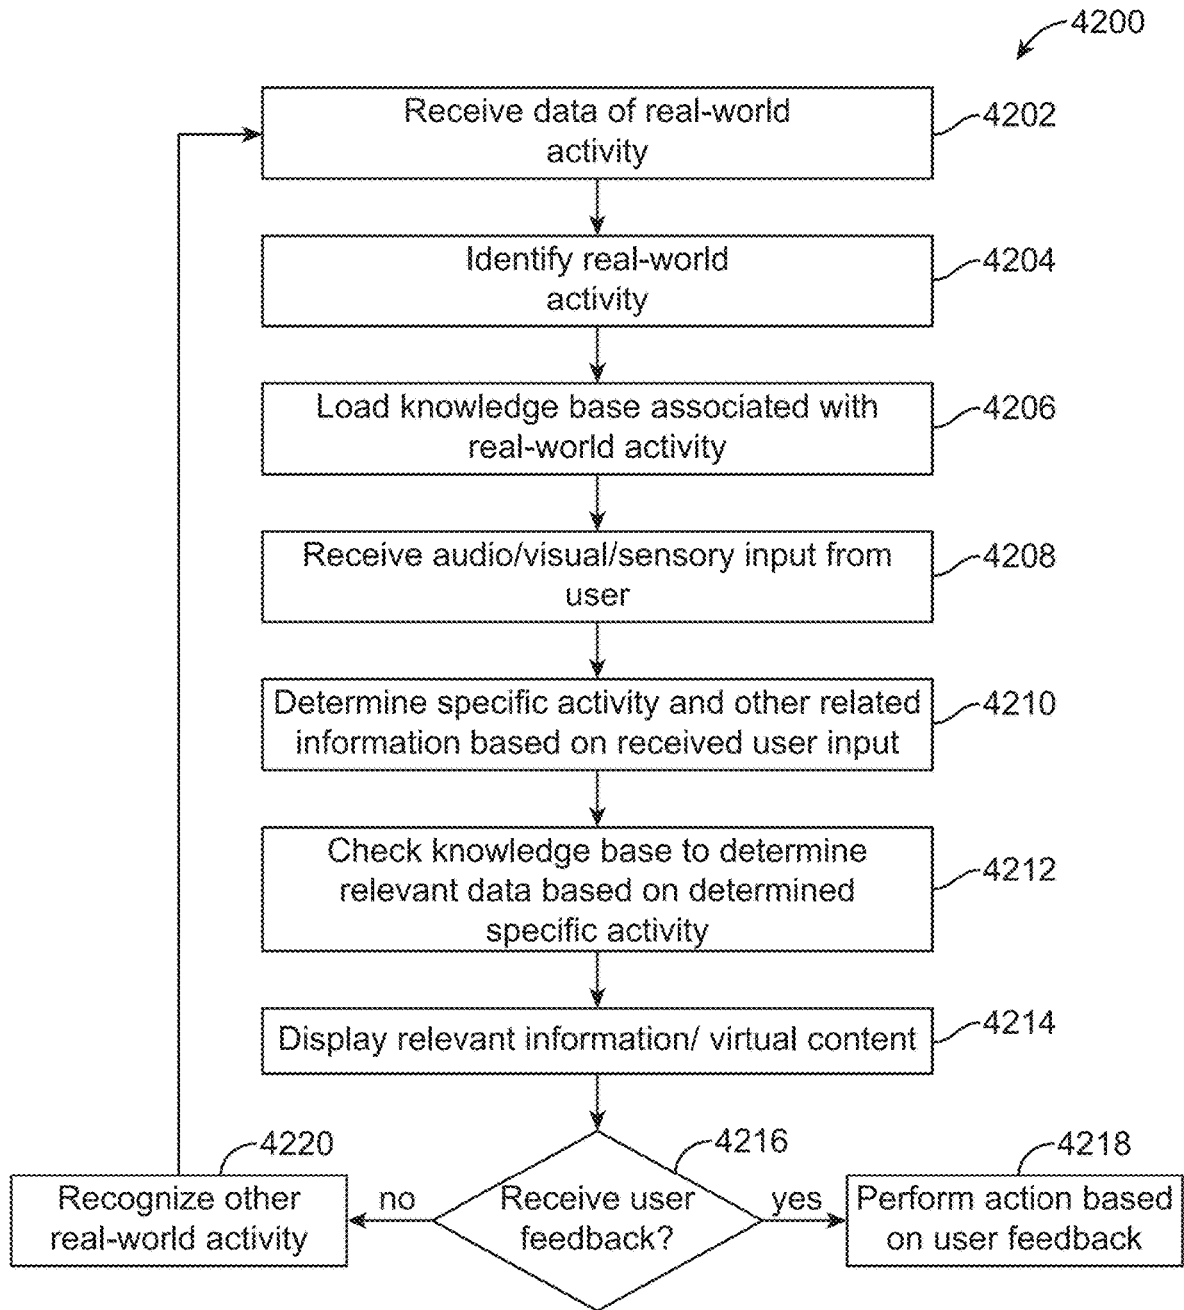 4200
Receive data of real-world
activity
4202
Identify real-world
activity
4204
Load knowledge base associated with
real-world activity
4206
Receive audio/visual/sensory input from
user
4208
Determine specific activity and other related
information based on received user input
4210
Check knowledge base to determine
relevant data based on determined
specific activity
4212
Display relevant information/ virtual content
4214
4220
Recognize other
real-world activity
no
4216
Receive user
feedback?
yes
4218
Perform action based
on user feedback